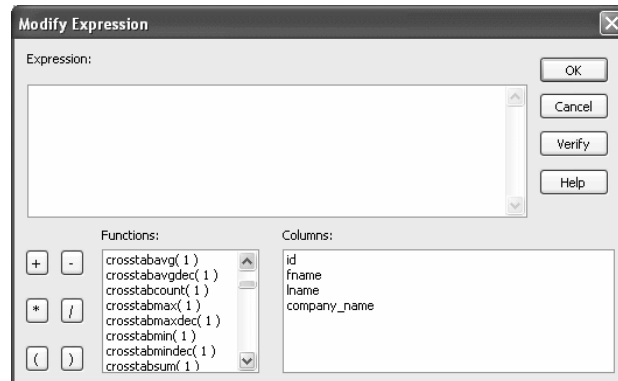 Modify Expression
Expression:
OK
Cancel
Verify
Help
Functions:
Columns:
+ -
* /
( )
crosstabavg( 1 )
crosstabavgdec( 1 )
crosstabcount( 1 )
crosstabmax( 1 )
crosstabmaxdec( 1 )
crosstabmin( 1 )
crosstabmindec( 1 )
crosstabsum( 1 )
id
fname
lname
company_name